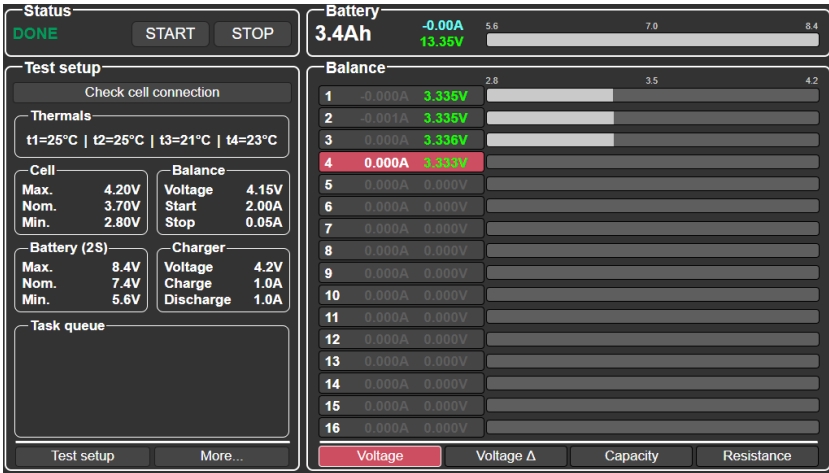 Status
DONE START STOP
Battery
3.4Ah -0.00A 13.35V
5.6 7.0 8.4
Test setup
Check cell connection
Thermals
t1=25°C | t2=25°C | t3=21°C | t4=23°C
Cell
Max. 4.20V
Nom. 3.70V
Min. 2.80V
Balance
Voltage 4.15V
Start 2.00A
Stop 0.05A
Battery (2S)
Max. 8.4V
Nom. 7.4V
Min. 5.6V
Charger
Voltage 4.2V
Charge 1.0A
Discharge 1.0A
Task queue
Test setup More...
Balance
2.8 3.5 4.2
1 -0.000A 3.335V
2 -0.001A 3.335V
3 0.000A 3.336V
4 0.000A 3.333V
5 0.000A 0.000V
6 0.000A 0.000V
7 0.000A 0.000V
8 0.000A 0.000V
9 0.000A 0.000V
10 0.000A 0.000V
11 0.000A 0.000V
12 0.000A 0.000V
13 0.000A 0.000V
14 0.000A 0.000V
15 0.000A 0.000V
16 0.000A 0.000V
Voltage Voltage Δ Capacity Resistance